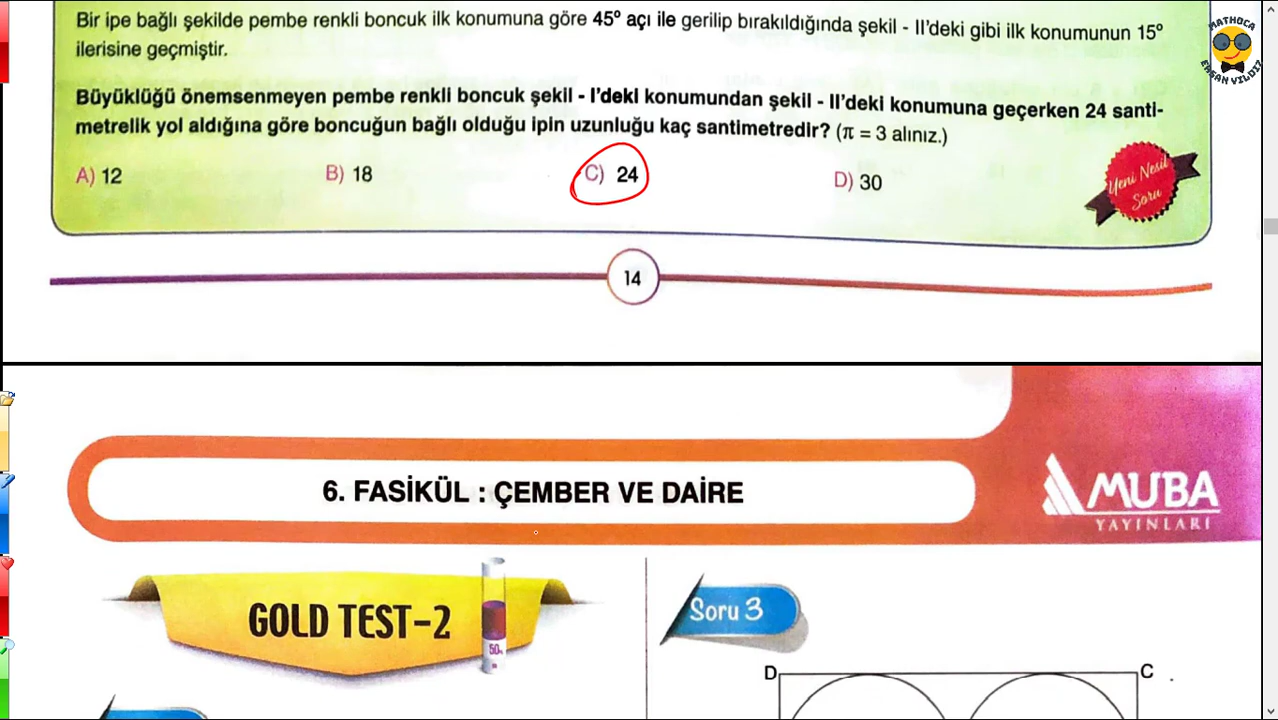 MATHOCA
ERSAN YILDIZ
Bir ipe bağlı şekilde pembe renkli boncuk ilk konumuna göre 45° açı ile gerilip bırakıldığında şekil - II'deki gibi ilk konumunun 15°
ilerisine geçmiştir.
Büyüklüğü önemsenmeyen pembe renkli boncuk şekil - I'deki konumundan şekil - II'deki konumuna geçerken 24 santi-
metrelik yol aldığına göre boncuğun bağlı olduğu ipin uzunluğu kaç santimetredir? (π = 3 alınız.)
A) 12 B) 18 C) 24 D) 30
Yeni Nesil
Soru
14
6. FASİKÜL : ÇEMBER VE DAİRE
MUBA
YAYINLARI
GOLD TEST-2
Soru 3
D C